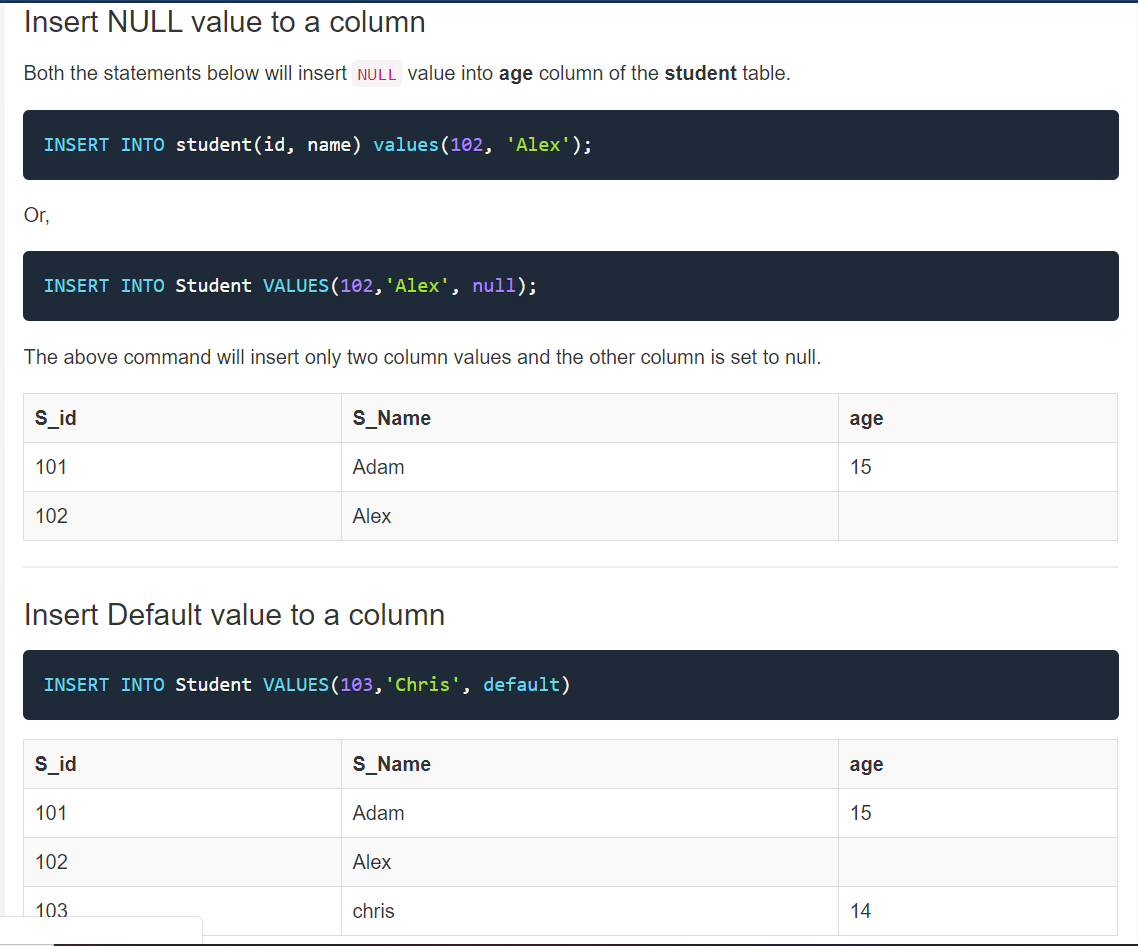 Insert NULL value to a column
Both the statements below will insert NULL value into age column of the student table.
INSERT INTO student(id, name) values(102, 'Alex');
Or,
INSERT INTO Student VALUES(102,'Alex', null);
The above command will insert only two column values and the other column is set to null.
S_id S_Name age
101 Adam 15
102 Alex
Insert Default value to a column
INSERT INTO Student VALUES(103,'Chris', default)
S_id S_Name age
101 Adam 15
102 Alex
103 chris 14